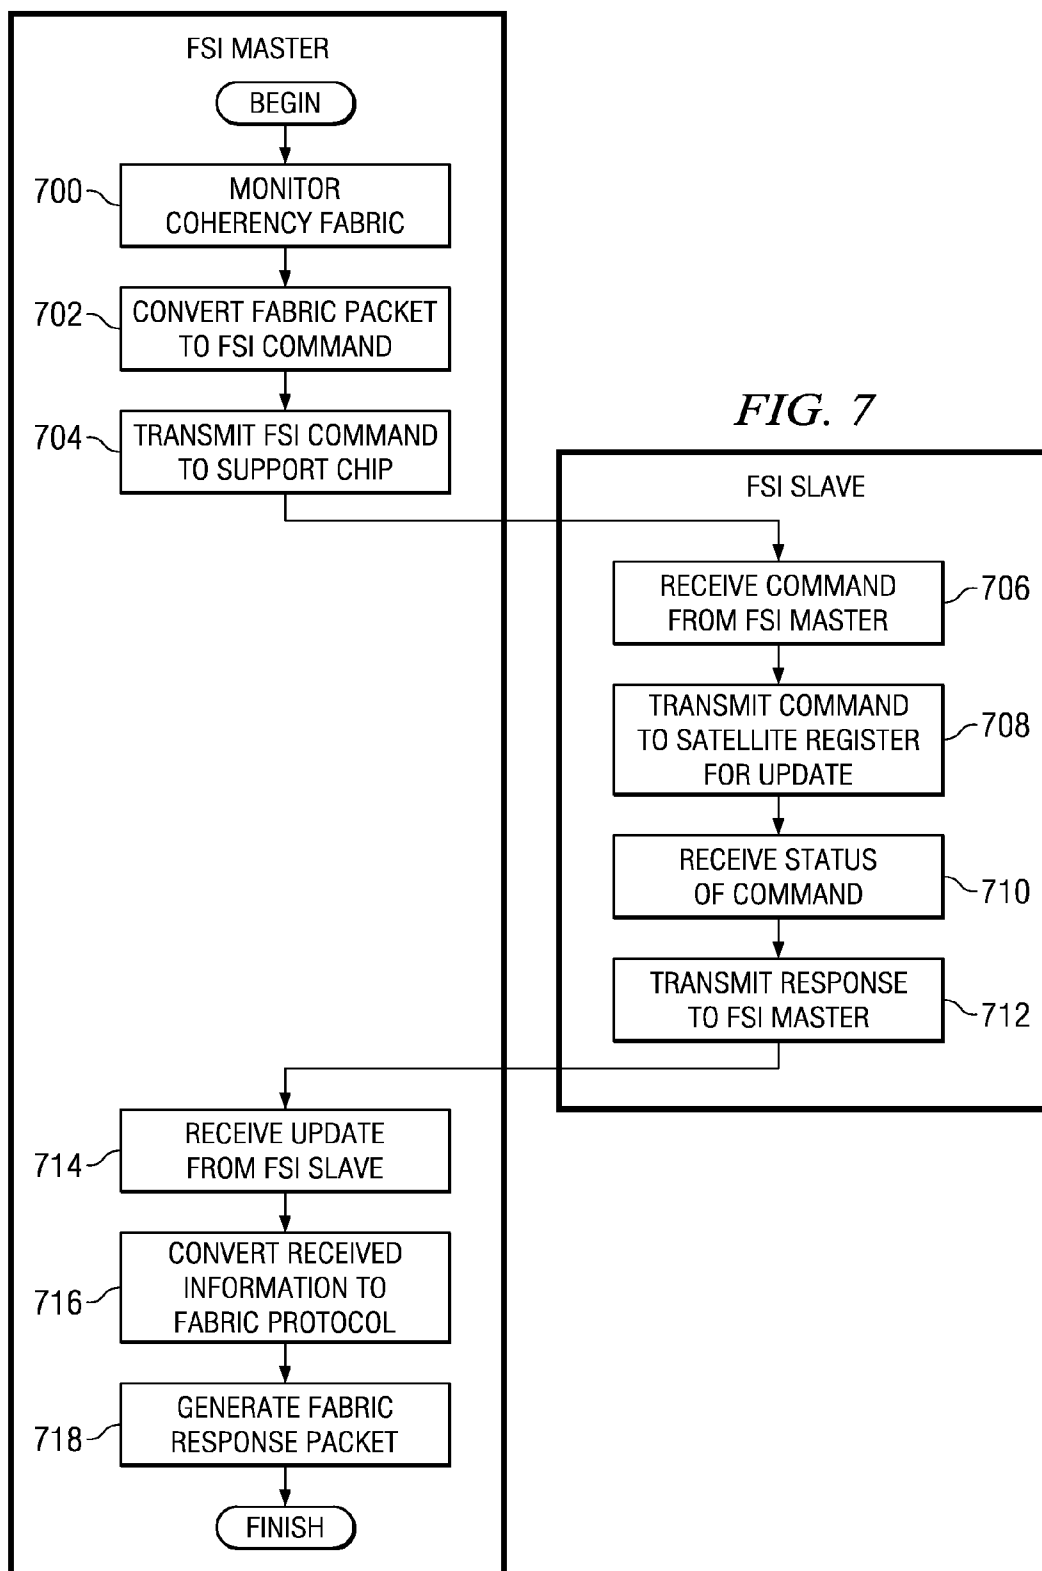 FSI MASTER
BEGIN
700
MONITOR
COHERENCY FABRIC
702
CONVERT FABRIC PACKET
TO FSI COMMAND
704
TRANSMIT FSI COMMAND
TO SUPPORT CHIP
FIG. 7
FSI SLAVE
RECEIVE COMMAND
FROM FSI MASTER
706
TRANSMIT COMMAND
TO SATELLITE REGISTER
FOR UPDATE
708
RECEIVE STATUS
OF COMMAND
710
TRANSMIT RESPONSE
TO FSI MASTER
712
714
RECEIVE UPDATE
FROM FSI SLAVE
716
CONVERT RECEIVED
INFORMATION TO
FABRIC PROTOCOL
718
GENERATE FABRIC
RESPONSE PACKET
FINISH